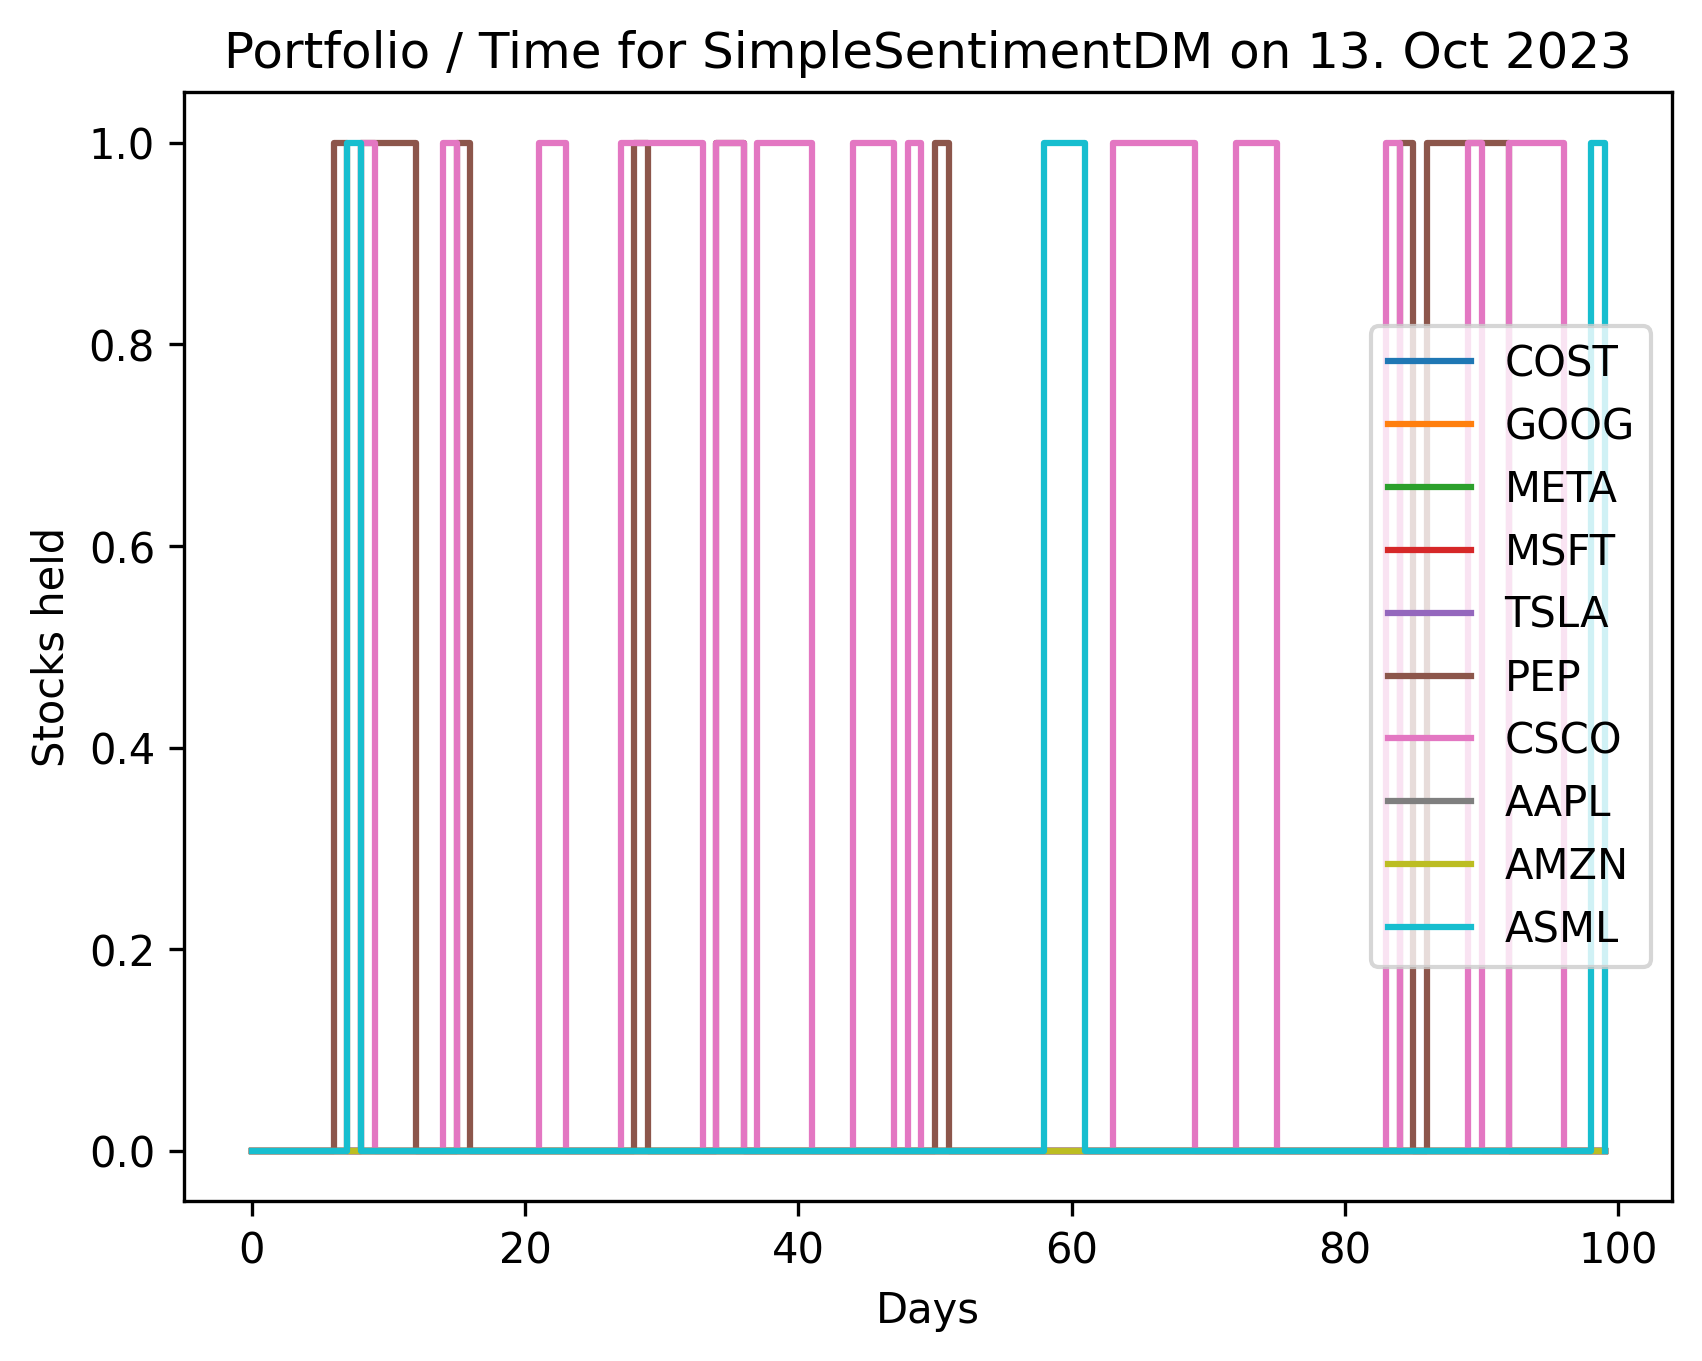 Portfolio / Time for SimpleSentimentDM on 13. Oct 2023
1.0
0.8
0.6
0.4
0.2
0.0
Stocks held
COST
GOOG
META
MSFT
TSLA
PEP
CSCO
AAPL
AMZN
ASML
0 20 40 60 80 100
Days